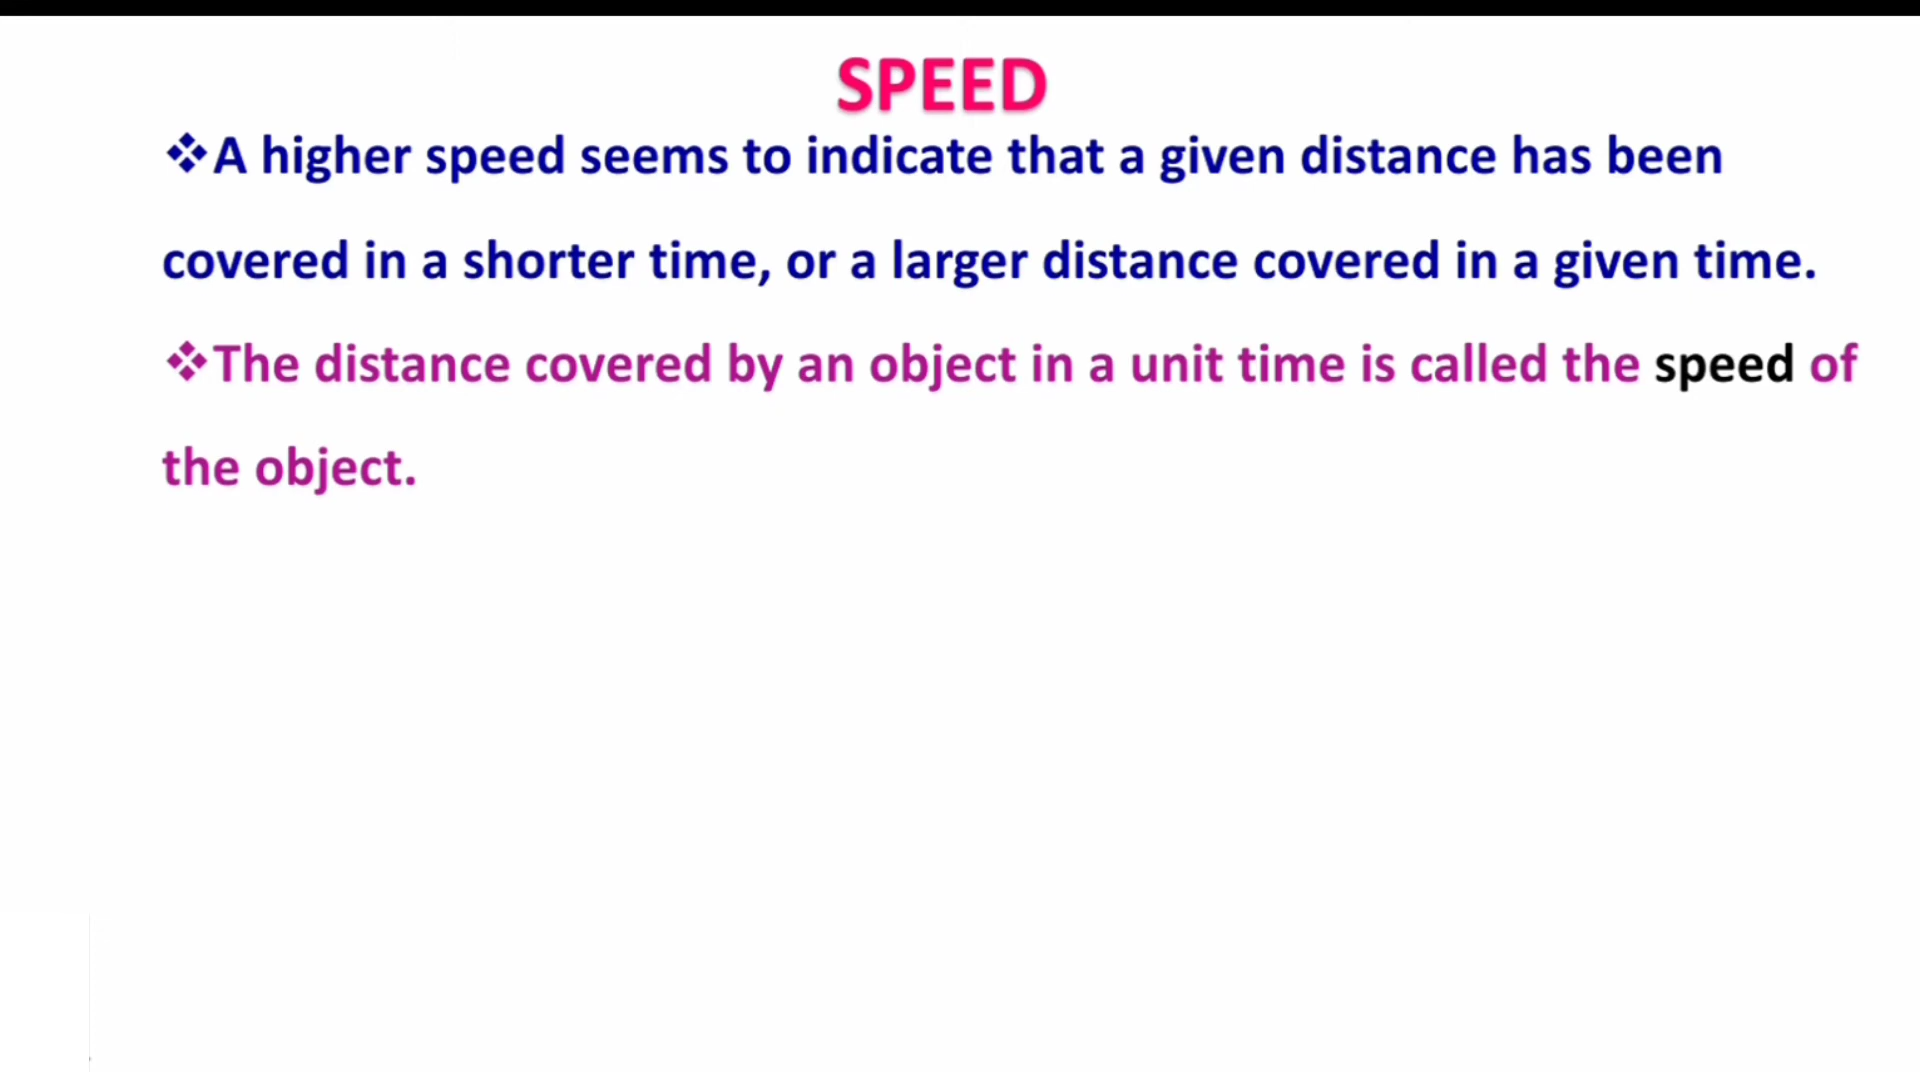 SPEED
❖A higher speed seems to indicate that a given distance has been
covered in a shorter time, or a larger distance covered in a given time.
❖The distance covered by an object in a unit time is called the speed of
the object.